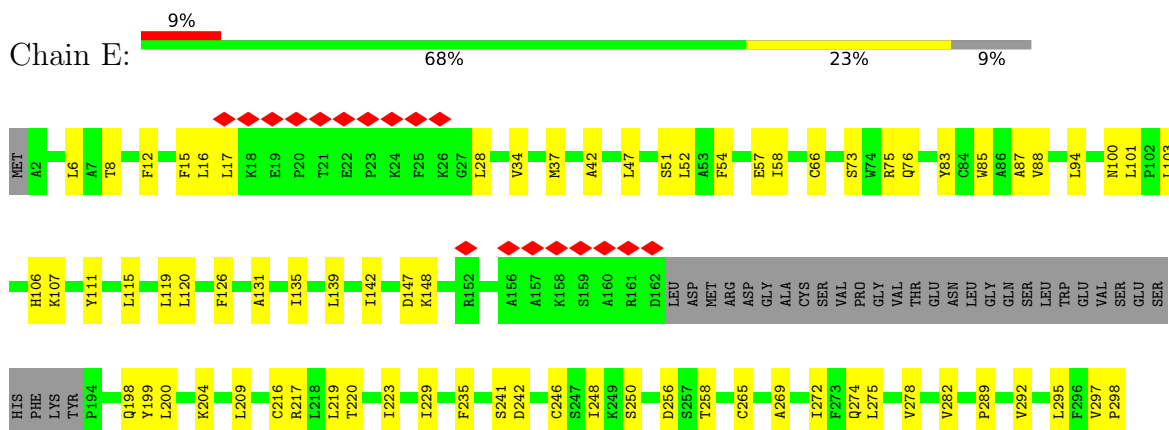 9%
Chain E:
68% 23% 9%
MET A2 L6 A7 T8 F12 F15 L16 L17 K18 E19 P20 T21 E22 P23 K24 F25 K26 G27 L28 V34 M37 A42 L47 S51 L52 A53 F54 E57 I58 C66 S73 W74 R75 Q76 Y83 C84 W85 A86 A87 V88 L94 N100 L101 P102 L103
H106 K107 Y111 L115 L119 L120 F126 A131 I135 L139 I142 D147 K148 R152 A156 A157 K158 S159 A160 R161 D162 LEU ASP MET ARG ASP GLY ALA CYS SER VAL PRO GLY VAL THR GLU ASN LEU GLY GLN SER LEU TRP GLU VAL SER GLU SER
HIS PHE LYS TYR P194 Q198 Y199 L200 K204 L209 C216 R217 L218 L219 T220 I223 I229 F235 S241 D242 C246 S247 I248 K249 S250 D256 S257 T258 C265 A269 I272 F273 Q274 L275 V278 V282 P289 V292 L295 F296 V297 P298